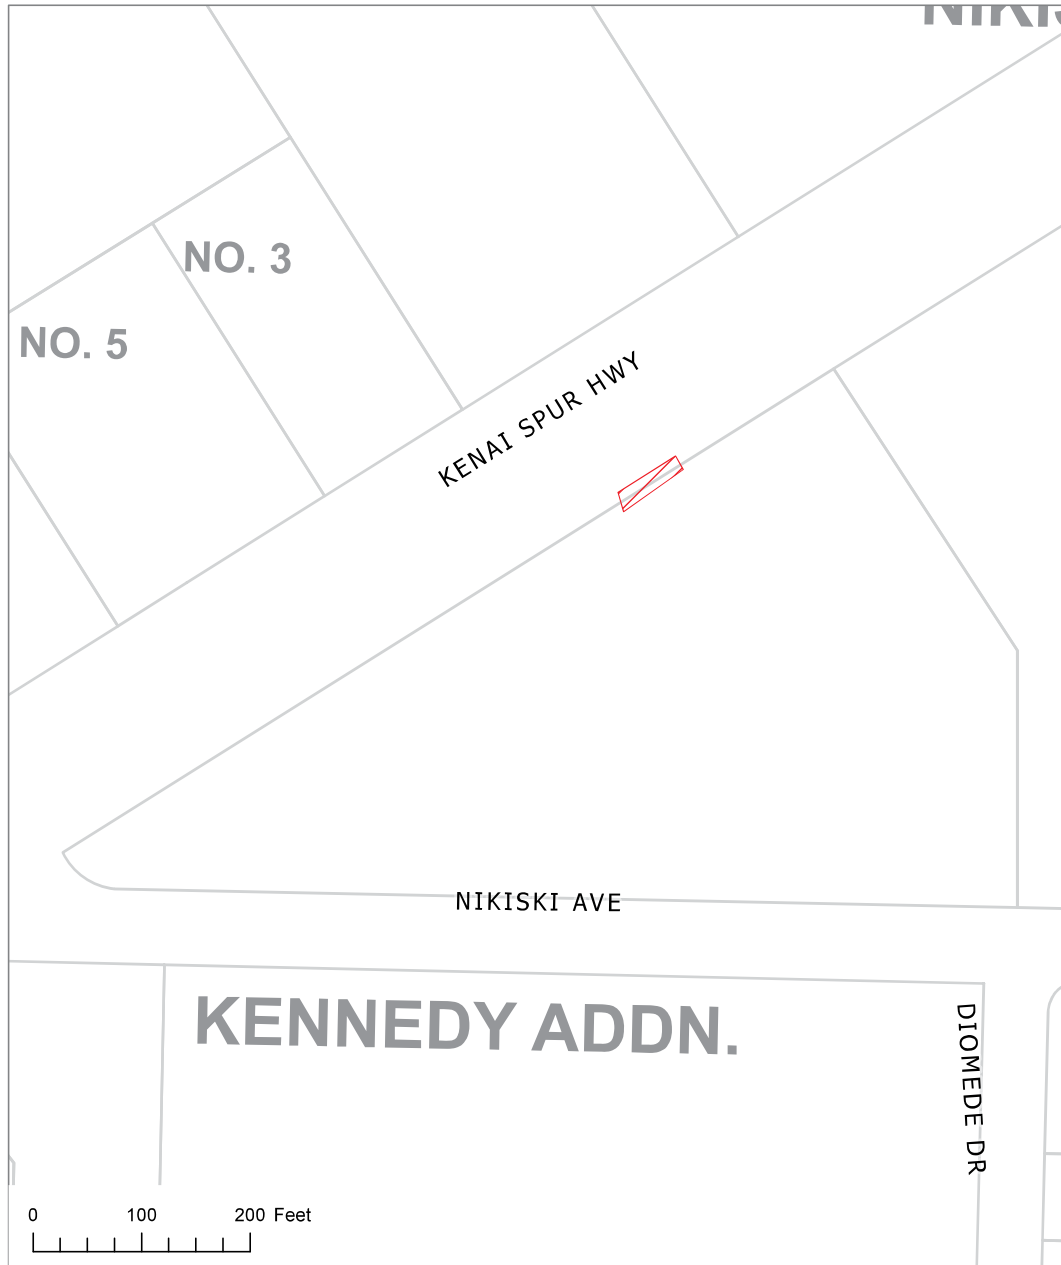 NO. 3
NO. 5
KENAI SPUR HWY
NIKISKI AVE
KENNEDY ADDN.
DIOMEDE DR
0 100 200 Feet